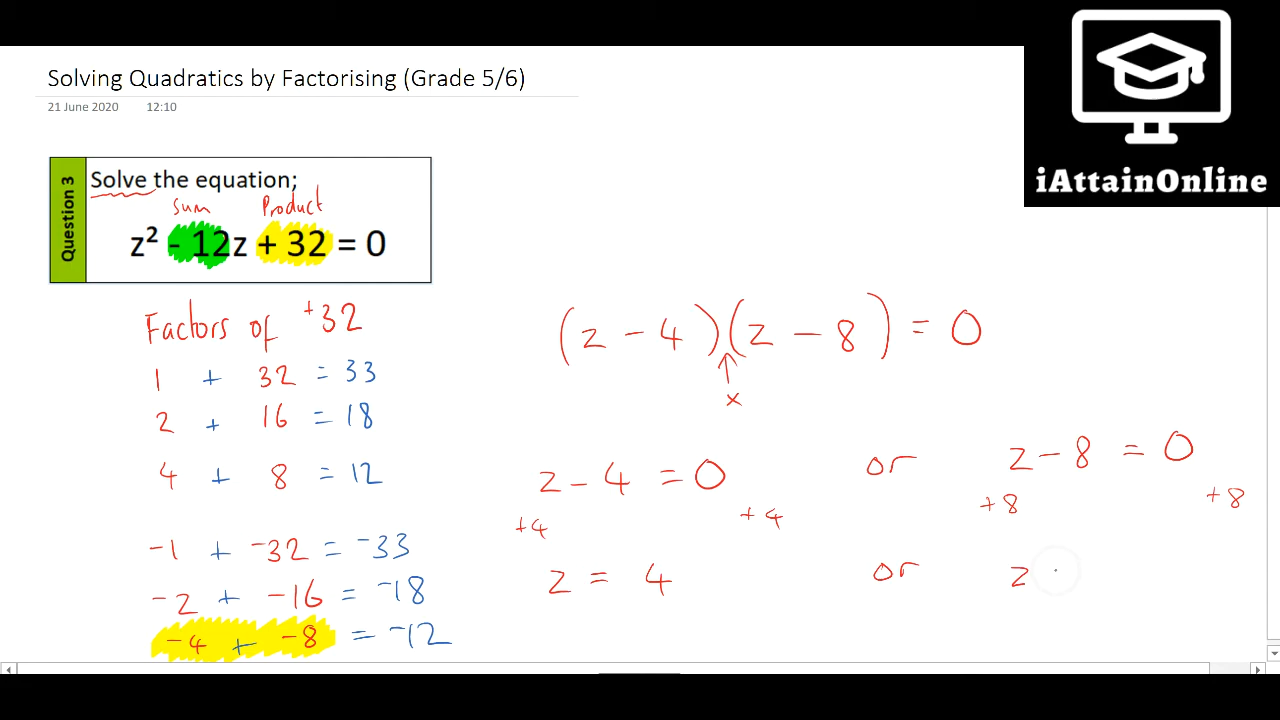 Solving Quadratics by Factorising (Grade 5/6)
21 June 2020 12:10
iAttainOnline
Question 3
Solve the equation;
Sum Product
z² - 12z + 32 = 0
Factors of +32
1 + 32 = 33
2 + 16 = 18
4 + 8 = 12
-1 + -32 = -33
-2 + -16 = -18
-4 + -8 = -12
(z - 4)(z - 8) = 0
x
z - 4 = 0 or z - 8 = 0
+4 +4 +8 +8
z = 4 or z